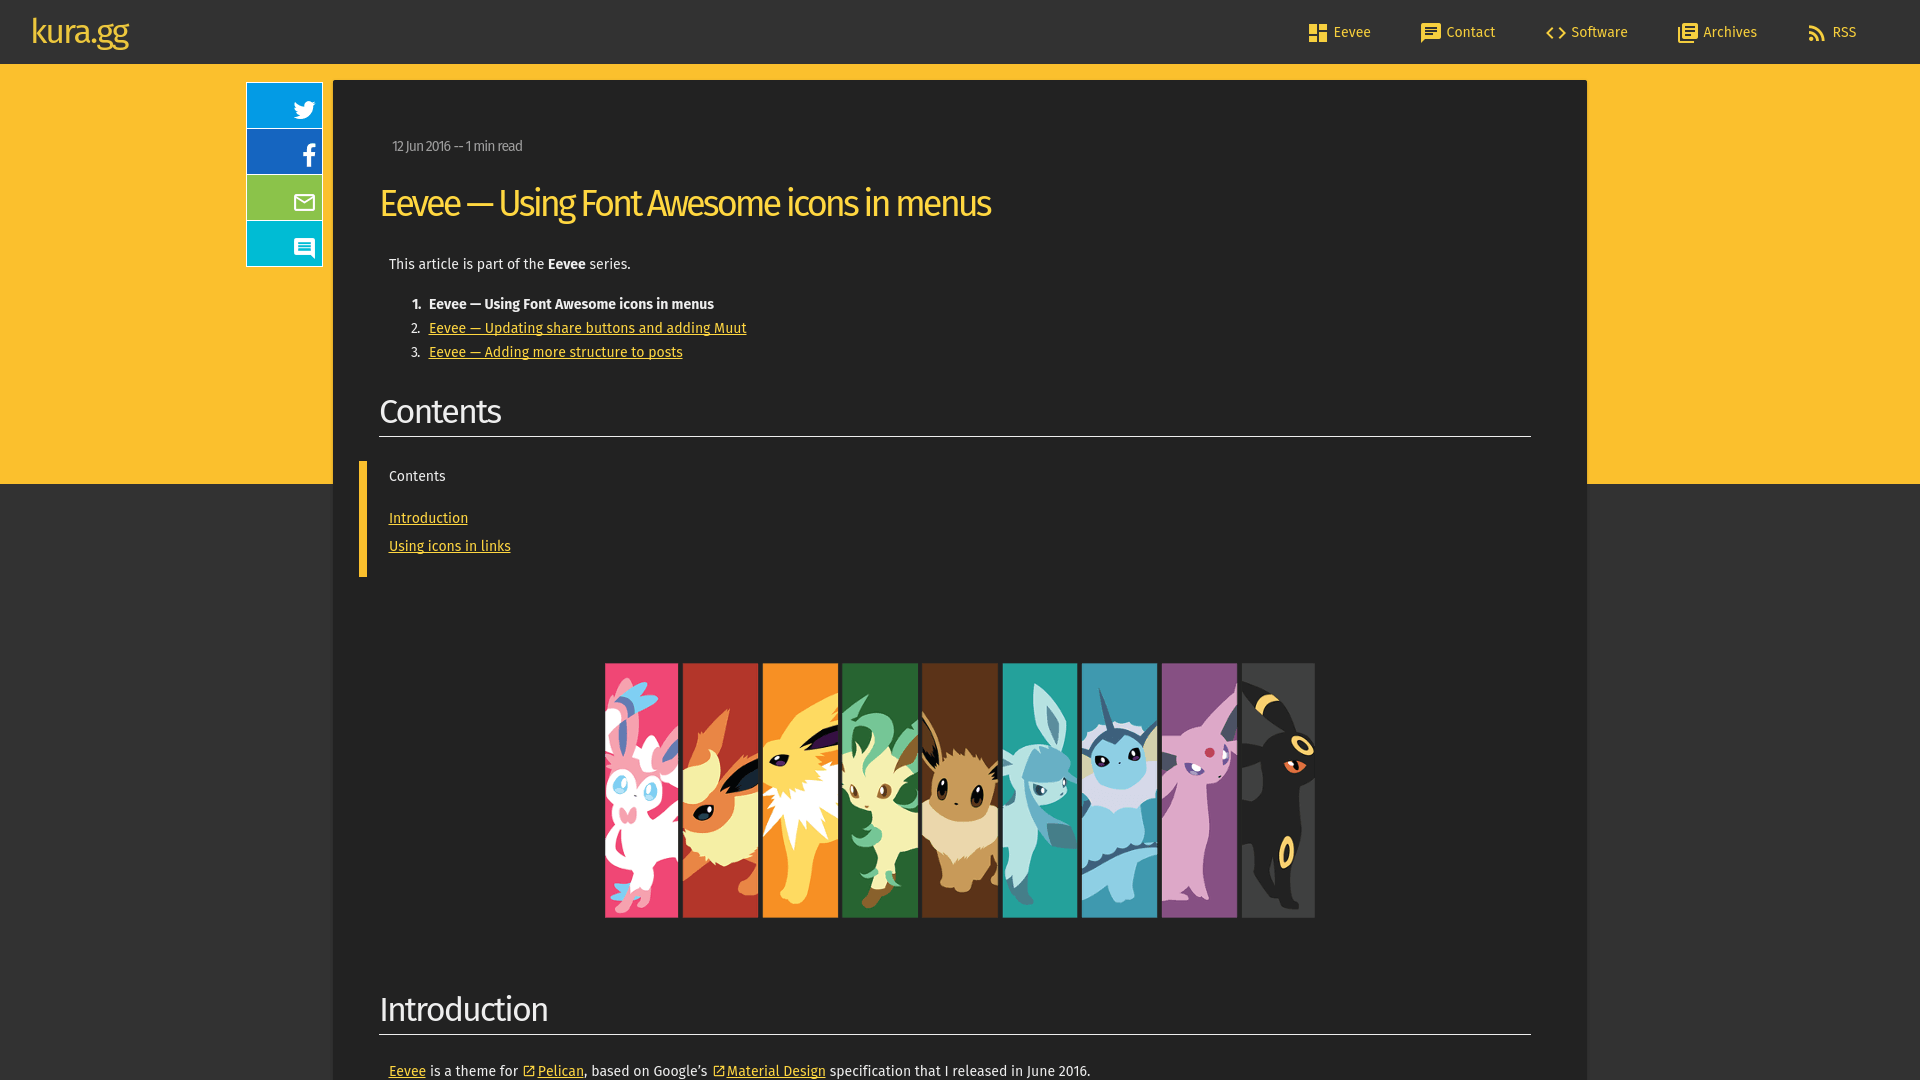 kura.gg
Eevee
Contact
Software
Archives
RSS
12 Jun 2016 -- 1 min read
Eevee — Using Font Awesome icons in menus
This article is part of the Eevee series.
1. Eevee — Using Font Awesome icons in menus
2. Eevee — Updating share buttons and adding Muut
3. Eevee — Adding more structure to posts
Contents
Contents
Introduction
Using icons in links
Introduction
Eevee is a theme for Pelican, based on Google’s Material Design specification that I released in June 2016.